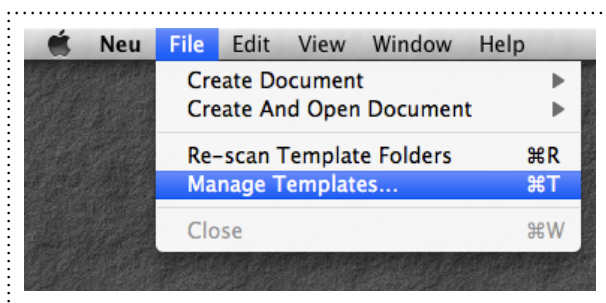 Neu File Edit View Window Help
Create Document
Create And Open Document
Re-scan Template Folders ⌘R
Manage Templates... ⌘T
Close ⌘W